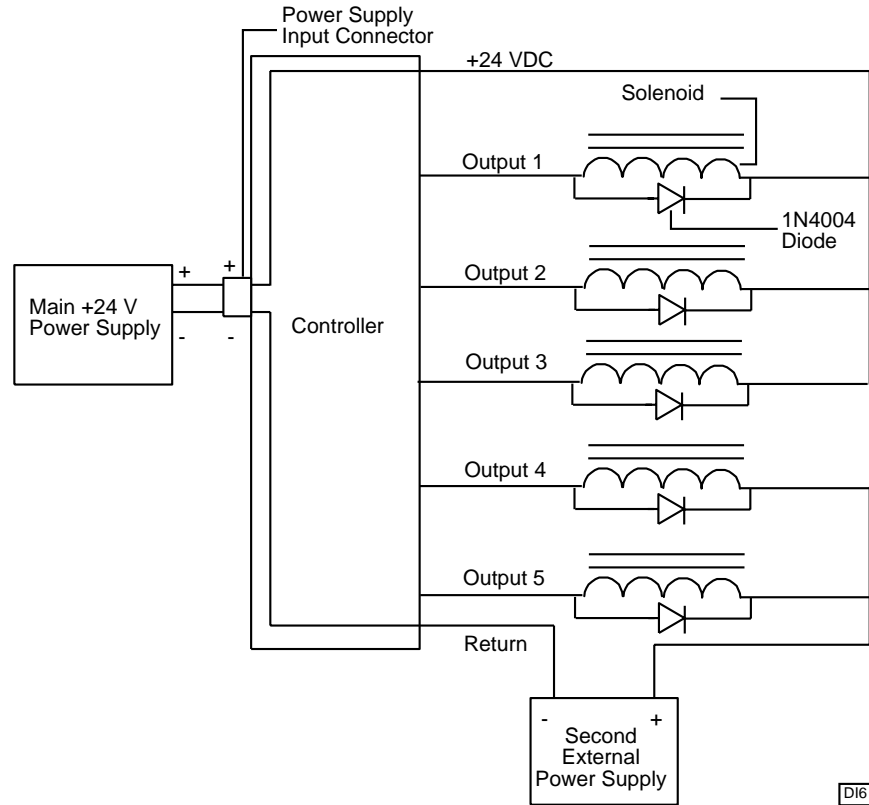 Power Supply
Input Connector
+24 VDC
Solenoid
Output 1
1N4004
Diode
Output 2
+
+
Main +24 V
Power Supply
-
-
Controller
Output 3
Output 4
Output 5
Return
-
+
Second
External
Power Supply
DI6